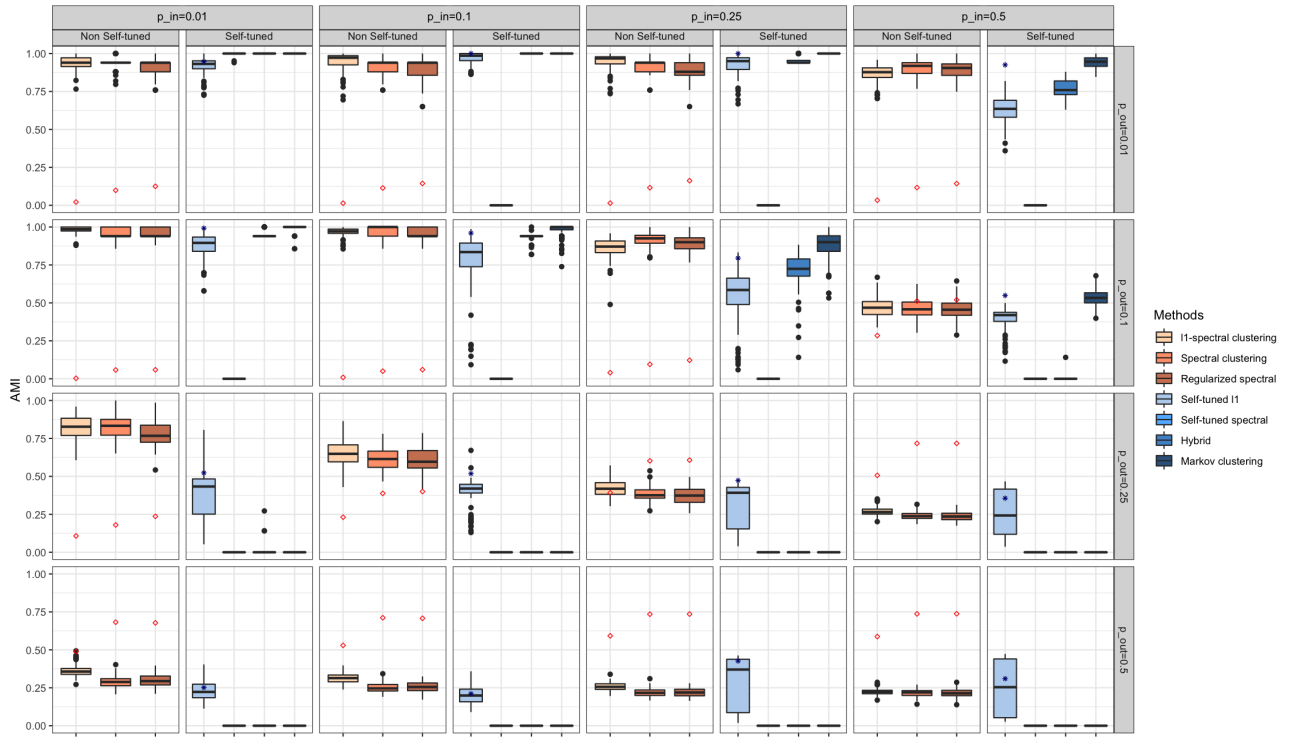 p_in=0.01 p_in=0.1 p_in=0.25 p_in=0.5
Non Self-tuned Self-tuned Non Self-tuned Self-tuned Non Self-tuned Self-tuned Non Self-tuned Self-tuned
1.00
0.75
0.50
0.25
0.00
p_out=0.01
1.00
0.75
0.50
0.25
0.00
p_out=0.1
1.00
0.75
0.50
0.25
0.00
p_out=0.25
1.00
0.75
0.50
0.25
0.00
p_out=0.5
AMI
Methods
l1-spectral clustering
Spectral clustering
Regularized spectral
Self-tuned l1
Self-tuned spectral
Hybrid
Markov clustering